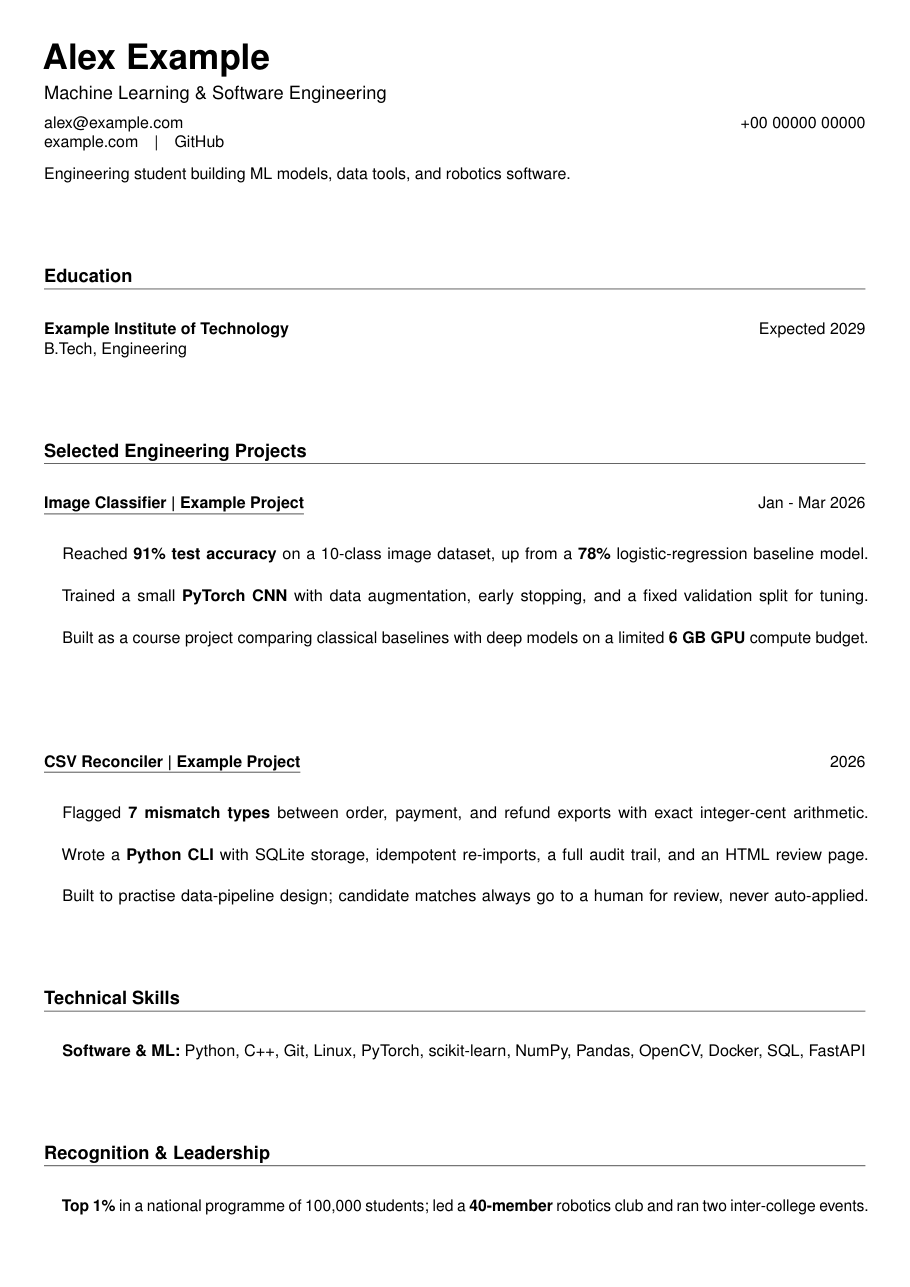 Alex Example
Machine Learning & Software Engineering
alex@example.com +00 00000 00000
example.com | GitHub
Engineering student building ML models, data tools, and robotics software.
Education
Example Institute of Technology Expected 2029
B.Tech, Engineering
Selected Engineering Projects
Image Classifier | Example Project Jan - Mar 2026
Reached 91% test accuracy on a 10-class image dataset, up from a 78% logistic-regression baseline model.
Trained a small PyTorch CNN with data augmentation, early stopping, and a fixed validation split for tuning.
Built as a course project comparing classical baselines with deep models on a limited 6 GB GPU compute budget.
CSV Reconciler | Example Project 2026
Flagged 7 mismatch types between order, payment, and refund exports with exact integer-cent arithmetic.
Wrote a Python CLI with SQLite storage, idempotent re-imports, a full audit trail, and an HTML review page.
Built to practise data-pipeline design; candidate matches always go to a human for review, never auto-applied.
Technical Skills
Software & ML: Python, C++, Git, Linux, PyTorch, scikit-learn, NumPy, Pandas, OpenCV, Docker, SQL, FastAPI
Recognition & Leadership
Top 1% in a national programme of 100,000 students; led a 40-member robotics club and ran two inter-college events.